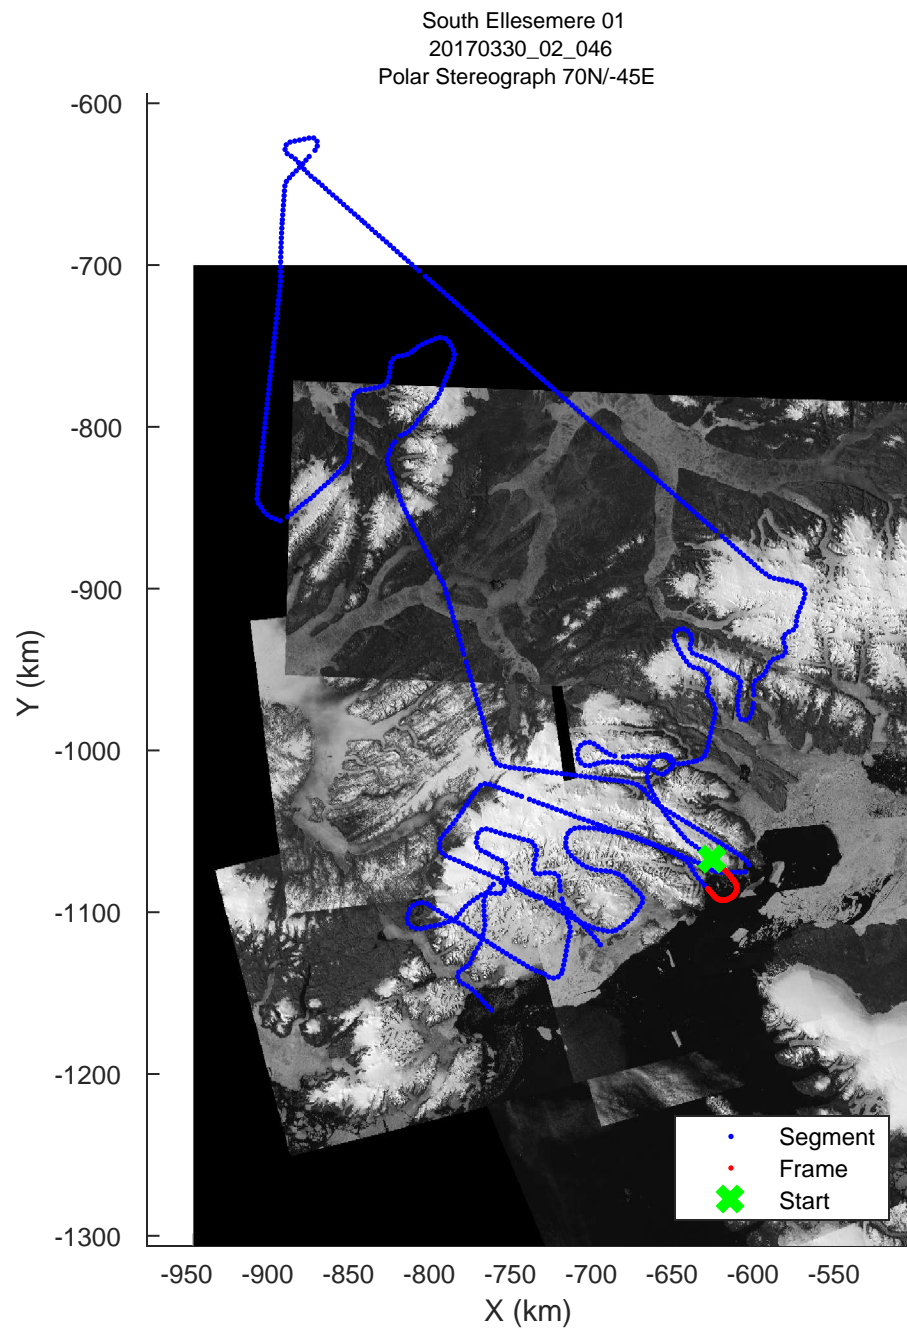 South Ellesemere 01
20170330_02_046
Polar Stereograph 70N/-45E
-600
-700
-800
-900
-1000
-1100
-1200
-1300
Y (km)
Segment
Frame
Start
-950 -900 -850 -800 -750 -700 -650 -600 -550
X (km)